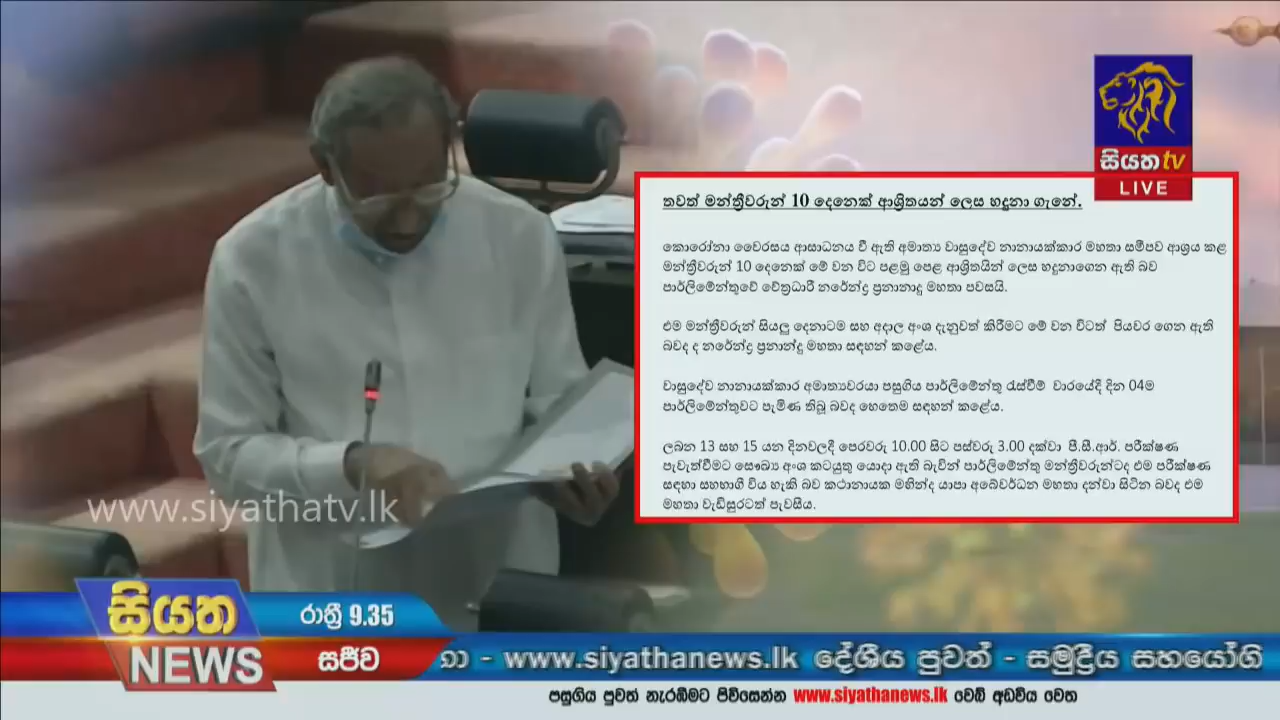 සියත tv
LIVE
තවත් මන්ත්‍රීවරුන් 10 දෙනෙක් ආශ්‍රිතයන් ලෙස හදුනා ගැනේ.
කොරෝනා වෛරසය ආසාධනය වී ඇති අමාත්‍ය වාසුදේව නානායක්කාර මහතා සමීපව ආශ්‍රය කළ
මන්ත්‍රීවරුන් 10 දෙනෙක් මේ වන විට පළමු පෙළ ආශ්‍රිතයින් ලෙස හදුනාගෙන ඇති බව
පාර්ලිමේන්තුවේ වේත්‍රධාරී නරේන්ද්‍ර ප්‍රනානාදු මහතා පවසයි.
එම මන්ත්‍රීවරුන් සියලු දෙනාටම සහ අදාල අංශ දැනුවත් කිරීමට මේ වන විටත් පියවර ගෙන ඇති
බවද ද නරේන්ද්‍ර ප්‍රනාන්දු මහතා සඳහන් කළේය.
වාසුදේව නානායක්කාර අමාත්‍යවරයා පසුගිය පාර්ලිමේන්තු රැස්වීම් වාරයේදී දින 04ම
පාර්ලිමේන්තුවට පැමිණ තිබූ බවද හෙතෙම සඳහන් කළේය.
ලබන 13 සහ 15 යන දිනවලදී පෙරවරු 10.00 සිට පස්වරු 3.00 දක්වා පී.සී.ආර්. පරීක්ෂණ
පැවැත්වීමට සෞඛ්‍ය අංශ කටයුතු යොදා ඇති බැවින් පාර්ලිමේන්තු මන්ත්‍රීවරුන්ටද එම පරීක්ෂණ
සඳහා සහභාගී විය හැකි බව කථානායක මහින්ද යාපා අබේවර්ධන මහතා දන්වා සිටින බවද එම
මහතා වැඩිසුරටත් පැවසීය.
www.siyathatv.lk
සියත
NEWS
රාත්‍රී 9.35
සජීව
හා - www.siyathanews.lk දේශීය පුවත් - සමුද්‍රීය සහයෝගි
පසුගිය පුවත් නැරඹීමට පිවිසෙන්න www.siyathanews.lk වෙබ් අඩවිය වෙත